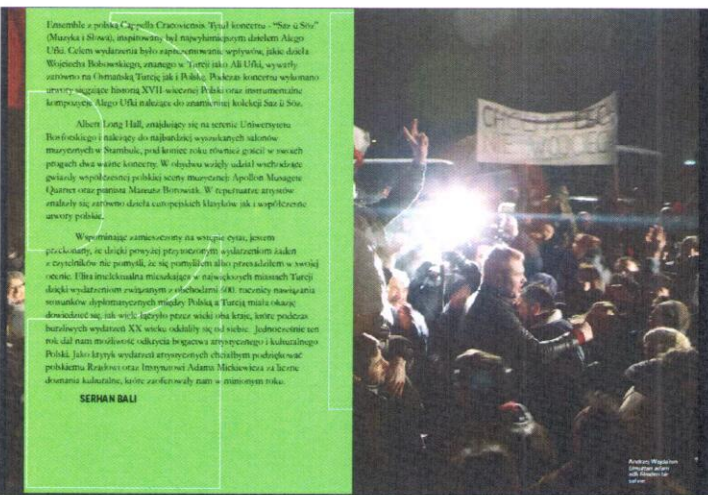 Ensemble z polską Cappella Cracoviensis. Tytuł koncertu - "Saz ü Söz"
(Muzyka i Słowa), inspirowany był najwybitniejszym dziełem Alego
Ufki. Celem wydarzenia było zaprezentowanie wpływów, jakie dzieła
Wojciecha Bobowskiego, znanego w Turcji jako Ali Ufki, wywarły
zarówno na Osmańską Turcję jak i Polskę. Podczas koncertu wykonano
utwory sięgające historią XVII-wiecznej Polski oraz instrumentalne
kompozycje Alego Ufki należące do znamienitej kolekcji Saz ü Söz.
Albert Long Hall, znajdujący się na terenie Uniwersytetu
Bosforskiego i należący do najbardziej wyszukanych salonów
muzycznych w Stambule, pod koniec roku również gościł w swoich
progach dwa ważne koncerty. W obydwu wzięły udział wschodzące
gwiazdy współczesnej polskiej sceny muzycznej: Apollon Musagete
Quartet oraz pianista Mateusz Borowiak. W repertuarze artystów
znalazły się zarówno dzieła europejskich klasyków jak i współczesne
utwory polskie.
Wspominając zamieszczony na wstępie cytat, jestem
przekonany, że dzięki powyżej przytoczonym wydarzeniom żaden
z czytelników nie pomyśli, że się pomyliłem albo przesadziłem w swojej
ocenie. Elita intelektualna mieszkająca w największych miastach Turcji
dzięki wydarzeniom związanym z obchodami 600. rocznicy nawiązania
stosunków dyplomatycznych między Polską a Turcją miała okazję
dowiedzieć się, jak wiele łączyło przez wieki oba kraje, które podczas
burzliwych wydarzeń XX wieku oddaliły się od siebie. Jednocześnie ten
rok dał nam możliwość odkrycia bogactwa artystycznego i kulturalnego
Polski. Jako krytyk wydarzeń artystycznych chciałbym podziękować
polskiemu Rządowi oraz Instytutowi Adama Mickiewicza za liczne
doznania kulturalne, które zaoferowały nam w minionym roku.
SERHAN BALI
Andrzej Wajda'nın